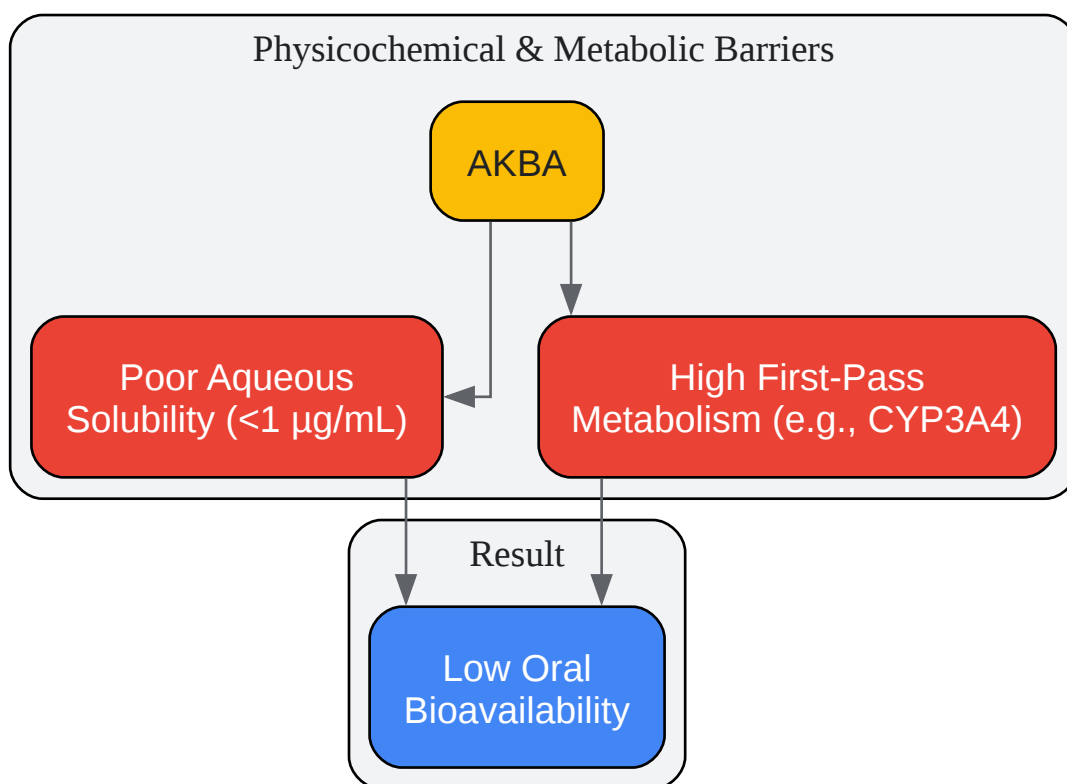 Physicochemical & Metabolic Barriers
AKBA
Poor Aqueous
Solubility (<1 µg/mL)
High First-Pass
Metabolism (e.g., CYP3A4)
Result
Low Oral
Bioavailability